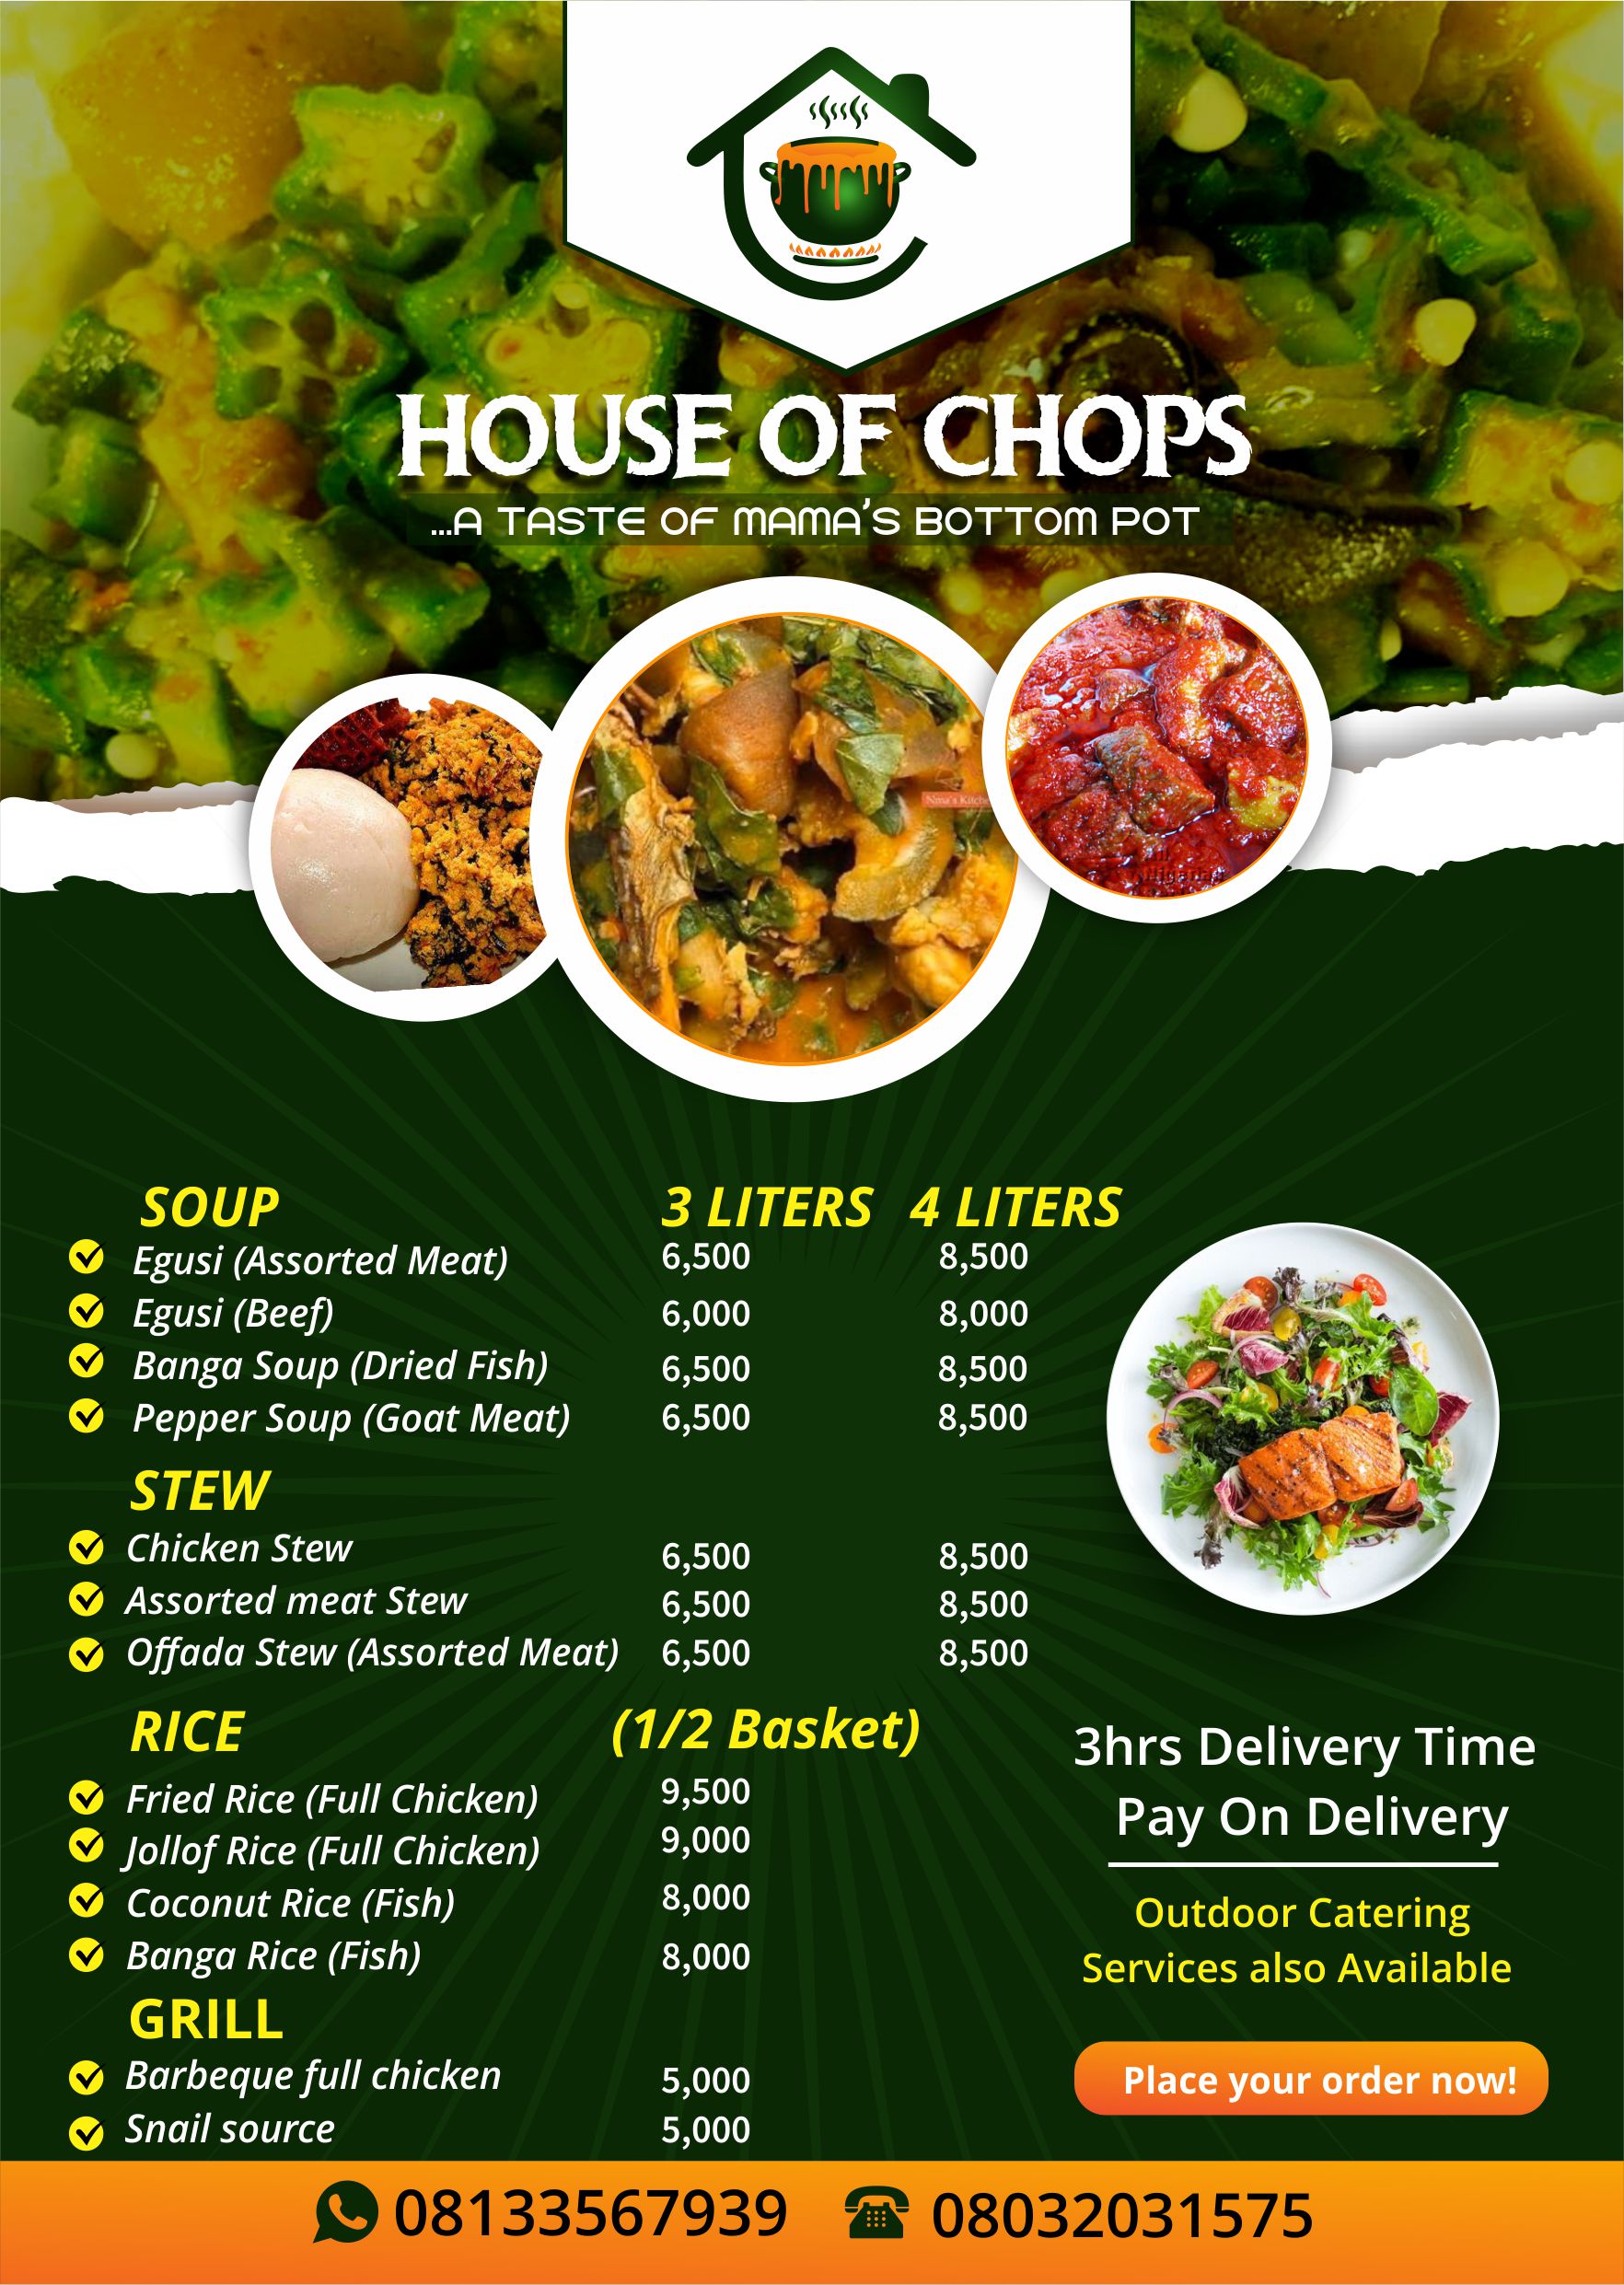 HOUSE OF CHOPS
...A TASTE OF MAMA'S BOTTOM POT
SOUP 3 LITERS 4 LITERS
Egusi (Assorted Meat) 6,500 8,500
Egusi (Beef) 6,000 8,000
Banga Soup (Dried Fish) 6,500 8,500
Pepper Soup (Goat Meat) 6,500 8,500
STEW
Chicken Stew 6,500 8,500
Assorted meat Stew 6,500 8,500
Offada Stew (Assorted Meat) 6,500 8,500
RICE (1/2 Basket)
Fried Rice (Full Chicken) 9,500
Jollof Rice (Full Chicken) 9,000
Coconut Rice (Fish) 8,000
Banga Rice (Fish) 8,000
GRILL
Barbeque full chicken 5,000
Snail source 5,000
3hrs Delivery Time
Pay On Delivery
Outdoor Catering
Services also Available
Place your order now!
08133567939 08032031575